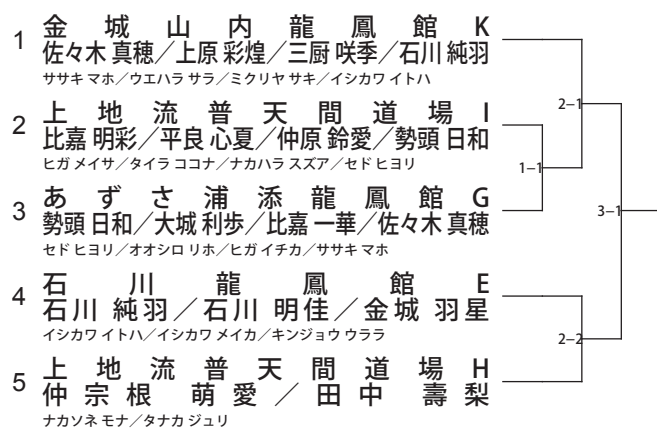 1 金城山内龍鳳館K
佐々木 真穂／上原 彩煌／三厨 咲季／石川 純羽
ササキ マホ／ウエハラ サラ／ミクリヤ サキ／イシカワ イトハ
2 上地流普天間道場I
比嘉 明彩／平良 心夏／仲原 鈴愛／勢頭 日和
ヒガ メイサ／タイラ ココナ／ナカハラ スズア／セド ヒヨリ
3 あずさ浦添龍鳳館G
勢頭 日和／大城 利歩／比嘉 一華／佐々木 真穂
セド ヒヨリ／オオシロ リホ／ヒガ イチカ／ササキ マホ
4 石川龍鳳館E
石川 純羽／石川 明佳／金城 羽星
イシカワ イトハ／イシカワ メイカ／キンジョウ ウララ
5 上地流普天間道場H
仲宗根 萌愛／田中 壽梨
ナカソネ モナ／タナカ ジュリ
2–1
1–1
3–1
2–2